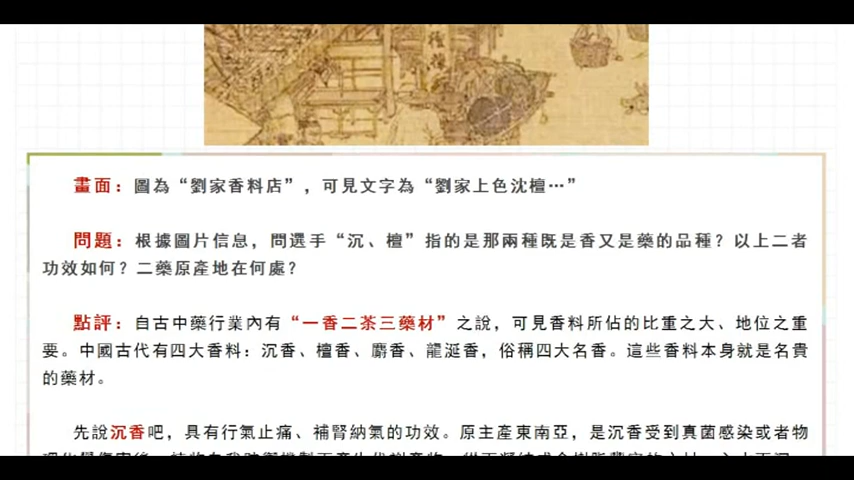 畫面：圖為“劉家香料店”，可見文字為“劉家上色沈檀…”
問題：根據圖片信息，問選手“沉、檀”指的是那兩種既是香又是藥的品種？以上二者
功效如何？二藥原產地在何處？
點評：自古中藥行業內有“一香二茶三藥材”之說，可見香料所佔的比重之大、地位之重
要。中國古代有四大香料：沉香、檀香、麝香、龍涎香，俗稱四大名香。這些香料本身就是名貴
的藥材。
先說沉香吧，具有行氣止痛、補腎納氣的功效。原主產東南亞，是沉香受到真菌感染或者物